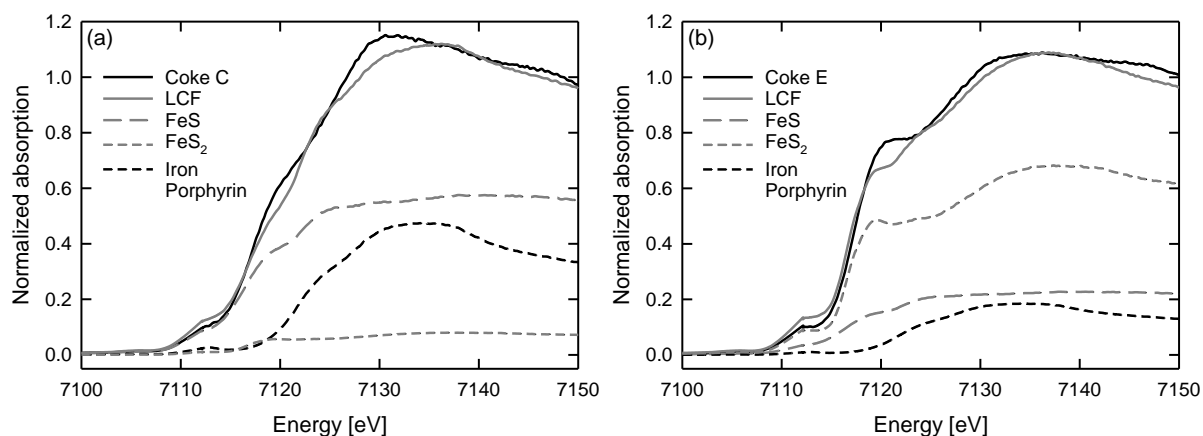 (a)
Coke C
LCF
FeS
FeS2
Iron
Porphyrin
Normalized absorption
1.2
1.0
0.8
0.6
0.4
0.2
0.0
7100 7110 7120 7130 7140 7150
Energy [eV]
(b)
Coke E
LCF
FeS
FeS2
Iron
Porphyrin
Normalized absorption
1.2
1.0
0.8
0.6
0.4
0.2
0.0
7100 7110 7120 7130 7140 7150
Energy [eV]